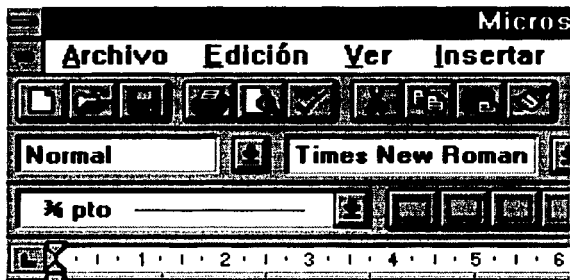 Micros
Archivo Edición Ver Insertar
Normal Times New Roman
¾ pto
1 2 3 4 5 6